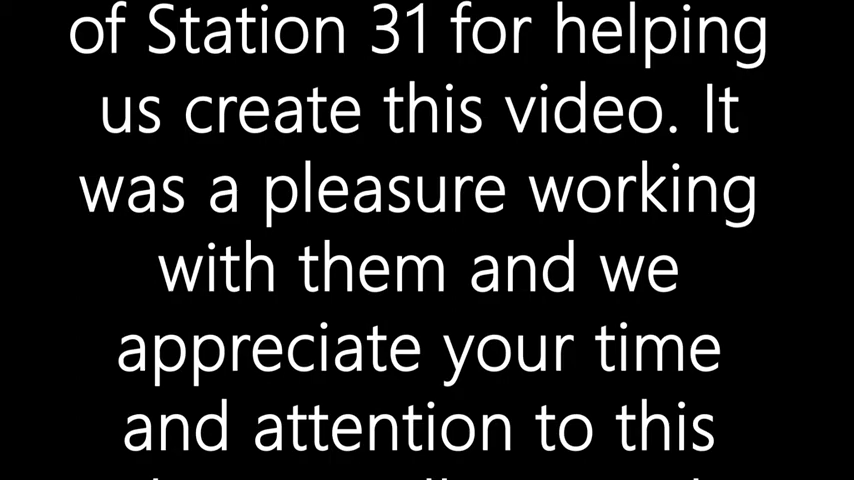 of Station 31 for helping
us create this video. It
was a pleasure working
with them and we
appreciate your time
and attention to this